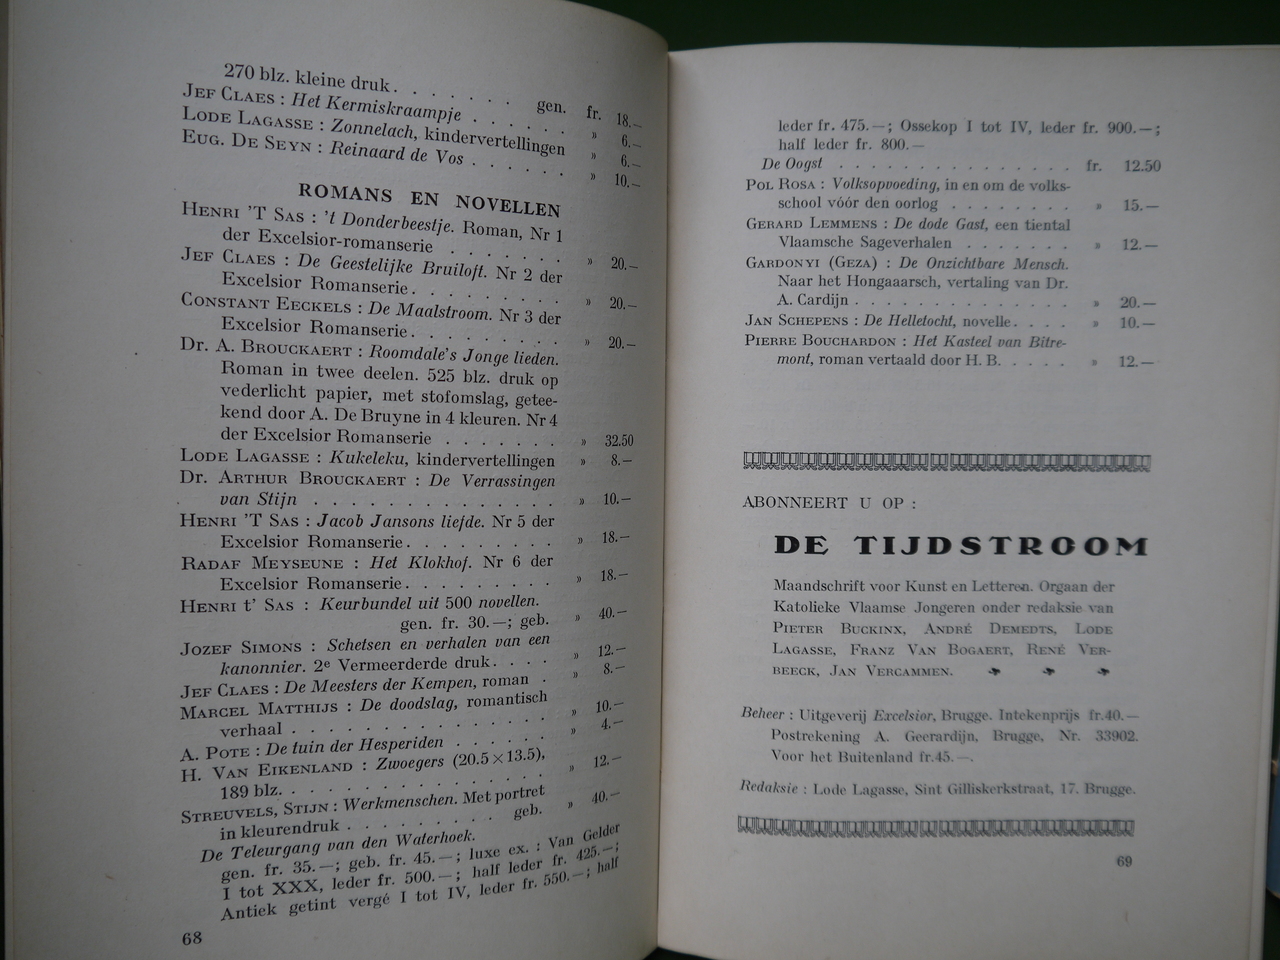 270 blz. kleine druk . . . . . . . gen. fr. 18.—
JEF CLAES : Het Kermiskraampje . . . . . . » 6.—
LODE LAGASSE : Zonnelach, kindervertellingen » 6.—
EUG. DE SEYN : Reinaard de Vos . . . . . . » 10.—
ROMANS EN NOVELLEN
HENRI 'T SAS : 't Donderbeestje. Roman, Nr 1
der Excelsior-romanserie . . . . . . . » 20.—
JEF CLAES : De Geestelijke Bruiloft. Nr 2 der
Excelsior Romanserie . . . . . . . . . » 20.—
CONSTANT EECKELS : De Maalstroom. Nr 3 der
Excelsior Romanserie . . . . . . . . . » 20.—
Dr. A. BROUCKAERT : Roomdale's Jonge lieden.
Roman in twee deelen. 525 blz. druk op
vederlicht papier, met stofomslag, getee-
kend door A. De Bruyne in 4 kleuren. Nr 4
der Excelsior Romanserie . . . . . . . » 32.50
LODE LAGASSE : Kukeleku, kindervertellingen » 8.—
Dr. ARTHUR BROUCKAERT : De Verrassingen
van Stijn . . . . . . . . . . . . . » 10.—
HENRI 'T SAS : Jacob Jansons liefde. Nr 5 der
Excelsior Romanserie . . . . . . . . . » 18.—
RADAF MEYSEUNE : Het Klokhof. Nr 6 der
Excelsior Romanserie . . . . . . . . . » 18.—
HENRI t' SAS : Keurbundel uit 500 novellen.
gen. fr. 30.—; geb. » 40.—
JOZEF SIMONS : Schetsen en verhalen van een
kanonnier. 2e Vermeerderde druk . . . . » 12.—
JEF CLAES : De Meesters der Kempen, roman . » 8.—
MARCEL MATTHIJS : De doodslag, romantisch
verhaal . . . . . . . . . . . . . . » 10.—
A. POTE : De tuin der Hesperiden . . . . . . » 4.—
H. VAN EIKENLAND : Zwoegers (20.5 × 13.5),
189 blz. . . . . . . . . . . . . . . » 12.—
STREUVELS, STIJN : Werkmenschen. Met portret
in kleurendruk . . . . . . . . . geb. » 40.—
De Teleurgang van den Waterhoek.
gen. fr. 35.—; geb. fr. 45.—; luxe ex. : Van Gelder
I tot XXX, leder fr. 500.—; half leder fr. 425.—;
Antiek getint vergé I tot IV, leder fr. 550.—; half
68
leder fr. 475.—; Ossekop I tot IV, leder fr. 900.—;
half leder fr. 800.—
De Oogst . . . . . . . . . . . . . . . fr. 12.50
POL ROSA : Volksopvoeding, in en om de volks-
school vóór den oorlog . . . . . . . . » 15.—
GERARD LEMMENS : De dode Gast, een tiental
Vlaamsche Sageverhalen . . . . . . . » 12.—
GARDONYI (GEZA) : De Onzichtbare Mensch.
Naar het Hongaaarsch, vertaling van Dr.
A. Cardijn . . . . . . . . . . . . . . » 20.—
JAN SCHEPENS : De Helletocht, novelle . . . . » 10.—
PIERRE BOUCHARDON : Het Kasteel van Bitre-
mont, roman vertaald door H. B. . . . . . » 12.—
ABONNEERT U OP :
DE TIJDSTROOM
Maandschrift voor Kunst en Letteren. Orgaan der
Katolieke Vlaamse Jongeren onder redaksie van
PIETER BUCKINX, ANDRÉ DEMEDTS, LODE
LAGASSE, FRANZ VAN BOGAERT, RENÉ VER-
BEECK, JAN VERCAMMEN.
Beheer : Uitgeverij Excelsior, Brugge. Intekenprijs fr.40.—
Postrekening A. Geerardijn, Brugge, Nr. 33902.
Voor het Buitenland fr.45.—.
Redaksie : Lode Lagasse, Sint Gilliskerkstraat, 17. Brugge.
69